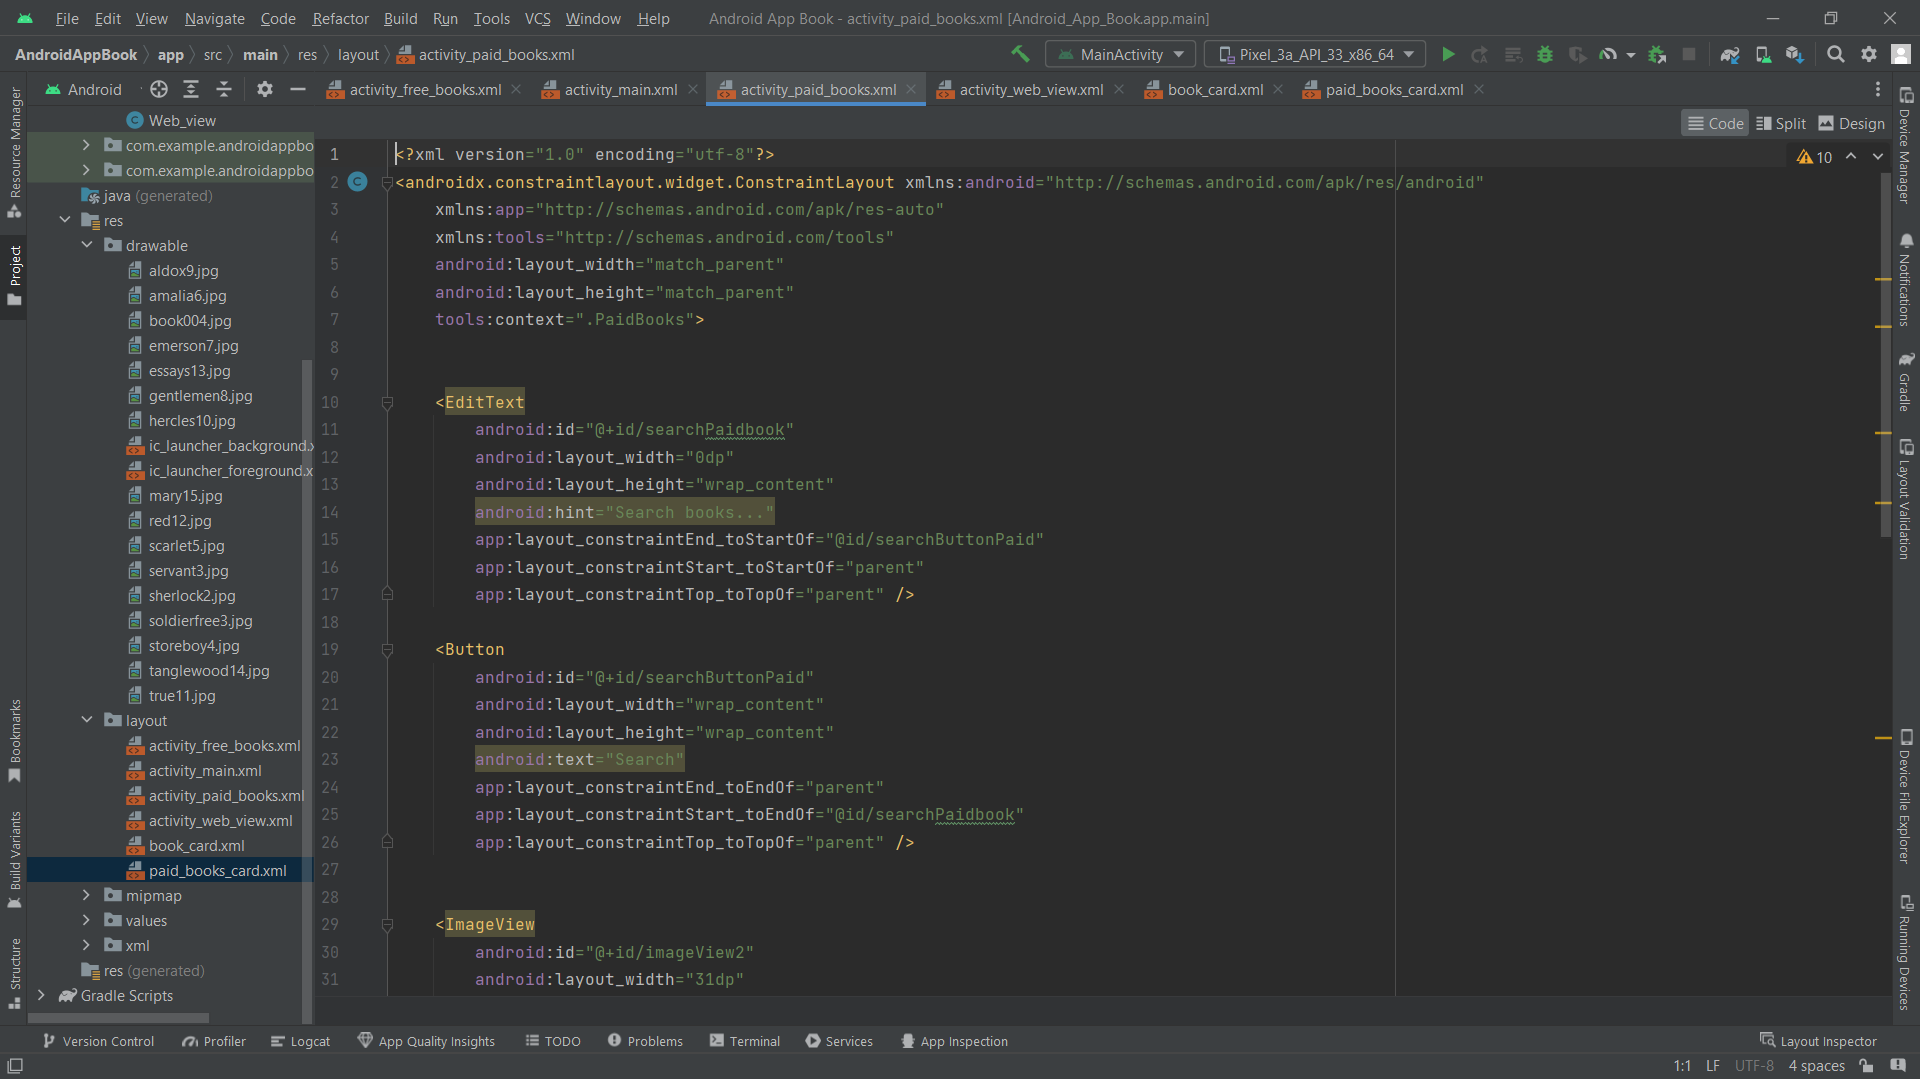 File Edit View Navigate Code Refactor Build Run Tools VCS Window Help Android App Book - activity_paid_books.xml [Android_App_Book.app.main]
AndroidAppBook app src main res layout activity_paid_books.xml MainActivity Pixel_3a_API_33_x86_64
Android activity_free_books.xml activity_main.xml activity_paid_books.xml activity_web_view.xml book_card.xml paid_books_card.xml
Code Split Design
Resource Manager
Project
Bookmarks
Build Variants
Structure
Web_view
com.example.androidappbo
com.example.androidappbo
java (generated)
res
drawable
aldox9.jpg
amalia6.jpg
book004.jpg
emerson7.jpg
essays13.jpg
gentlemen8.jpg
hercles10.jpg
ic_launcher_background.x
ic_launcher_foreground.x
mary15.jpg
red12.jpg
scarlet5.jpg
servant3.jpg
sherlock2.jpg
soldierfree3.jpg
storeboy4.jpg
tanglewood14.jpg
true11.jpg
layout
activity_free_books.xml
activity_main.xml
activity_paid_books.xml
activity_web_view.xml
book_card.xml
paid_books_card.xml
mipmap
values
xml
res (generated)
Gradle Scripts
10
1 <?xml version="1.0" encoding="utf-8"?>
2 C <androidx.constraintlayout.widget.ConstraintLayout xmlns:android="http://schemas.android.com/apk/res/android"
3 xmlns:app="http://schemas.android.com/apk/res-auto"
4 xmlns:tools="http://schemas.android.com/tools"
5 android:layout_width="match_parent"
6 android:layout_height="match_parent"
7 tools:context=".PaidBooks">
8
9
10 <EditText
11 android:id="@+id/searchPaidbook"
12 android:layout_width="0dp"
13 android:layout_height="wrap_content"
14 android:hint="Search books..."
15 app:layout_constraintEnd_toStartOf="@id/searchButtonPaid"
16 app:layout_constraintStart_toStartOf="parent"
17 app:layout_constraintTop_toTopOf="parent" />
18
19 <Button
20 android:id="@+id/searchButtonPaid"
21 android:layout_width="wrap_content"
22 android:layout_height="wrap_content"
23 android:text="Search"
24 app:layout_constraintEnd_toEndOf="parent"
25 app:layout_constraintStart_toEndOf="@id/searchPaidbook"
26 app:layout_constraintTop_toTopOf="parent" />
27
28
29 <ImageView
30 android:id="@+id/imageView2"
31 android:layout_width="31dp"
Device Manager
Notifications
Gradle
Layout Validation
Device File Explorer
Running Devices
Version Control Profiler Logcat App Quality Insights TODO Problems Terminal Services App Inspection Layout Inspector
1:1 LF UTF-8 4 spaces